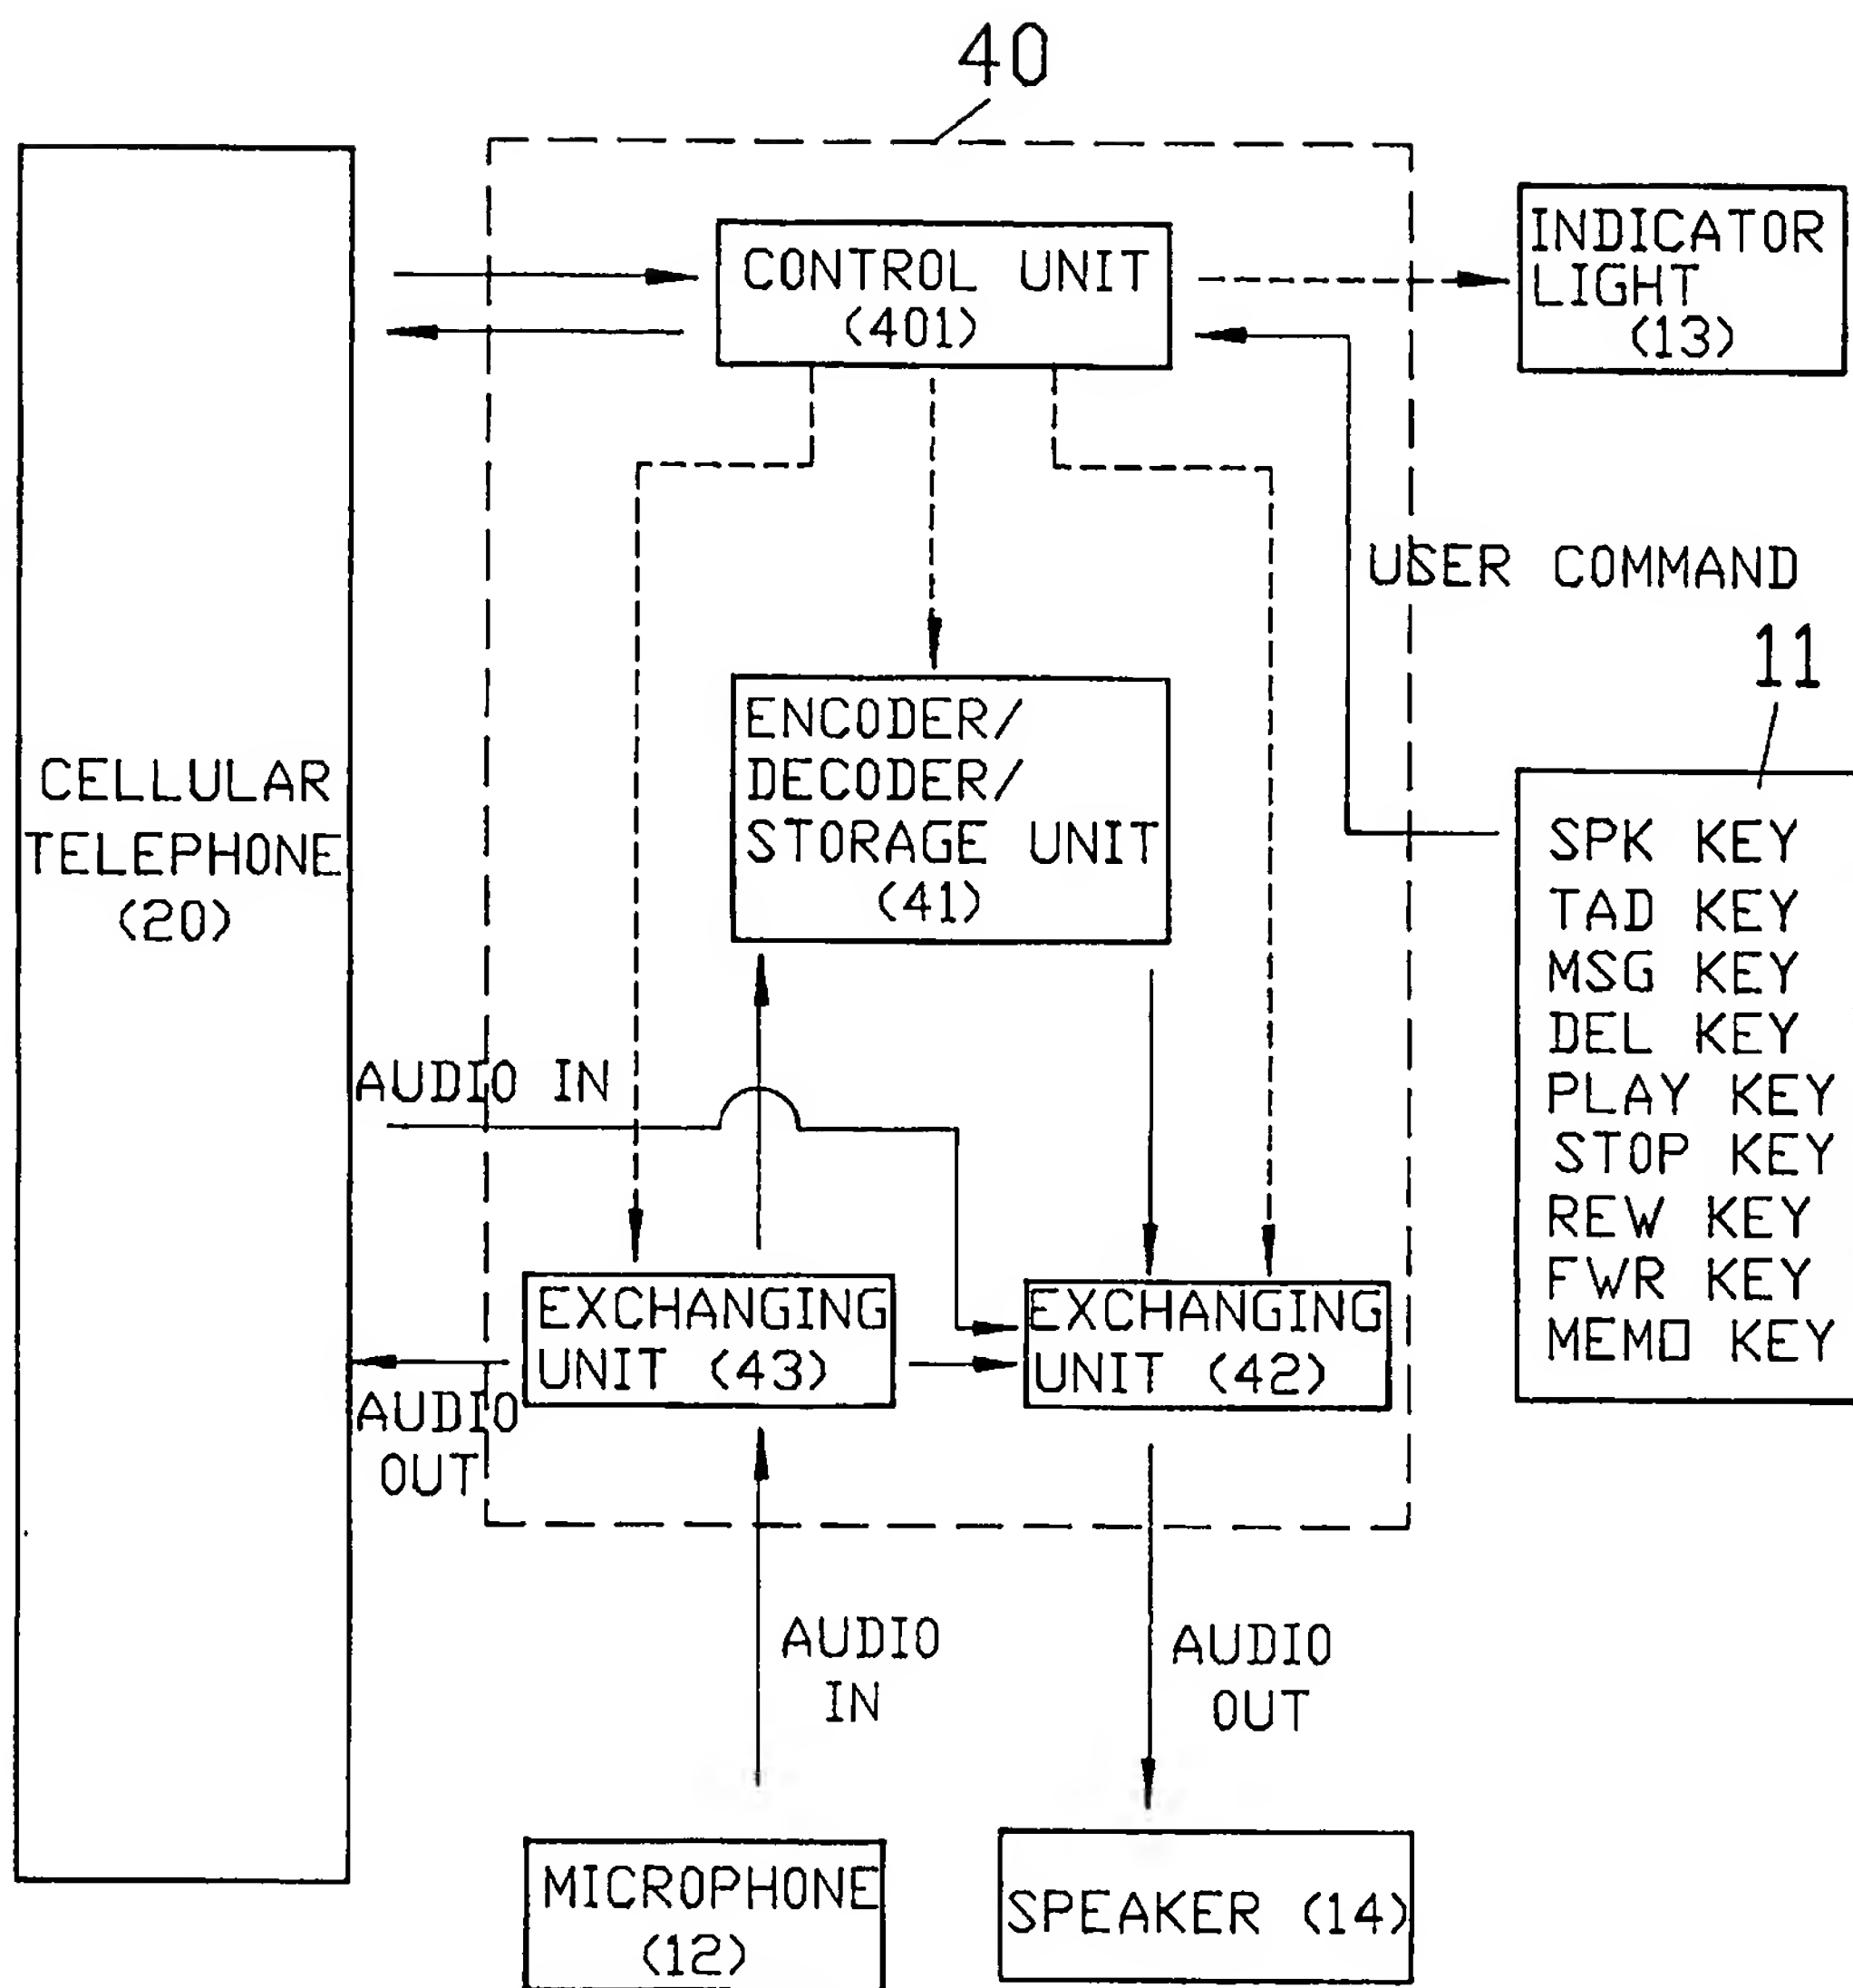 40
CONTROL UNIT
(401)
INDICATOR
LIGHT
(13)
USER COMMAND
11
ENCODER/
DECODER/
STORAGE UNIT
(41)
CELLULAR
TELEPHONE
(20)
SPK KEY
TAD KEY
MSG KEY
DEL KEY
PLAY KEY
STOP KEY
REW KEY
FWR KEY
MEMO KEY
AUDIO IN
EXCHANGING
UNIT (43)
EXCHANGING
UNIT (42)
AUDIO
OUT
AUDIO
IN
AUDIO
OUT
MICROPHONE
(12)
SPEAKER (14)